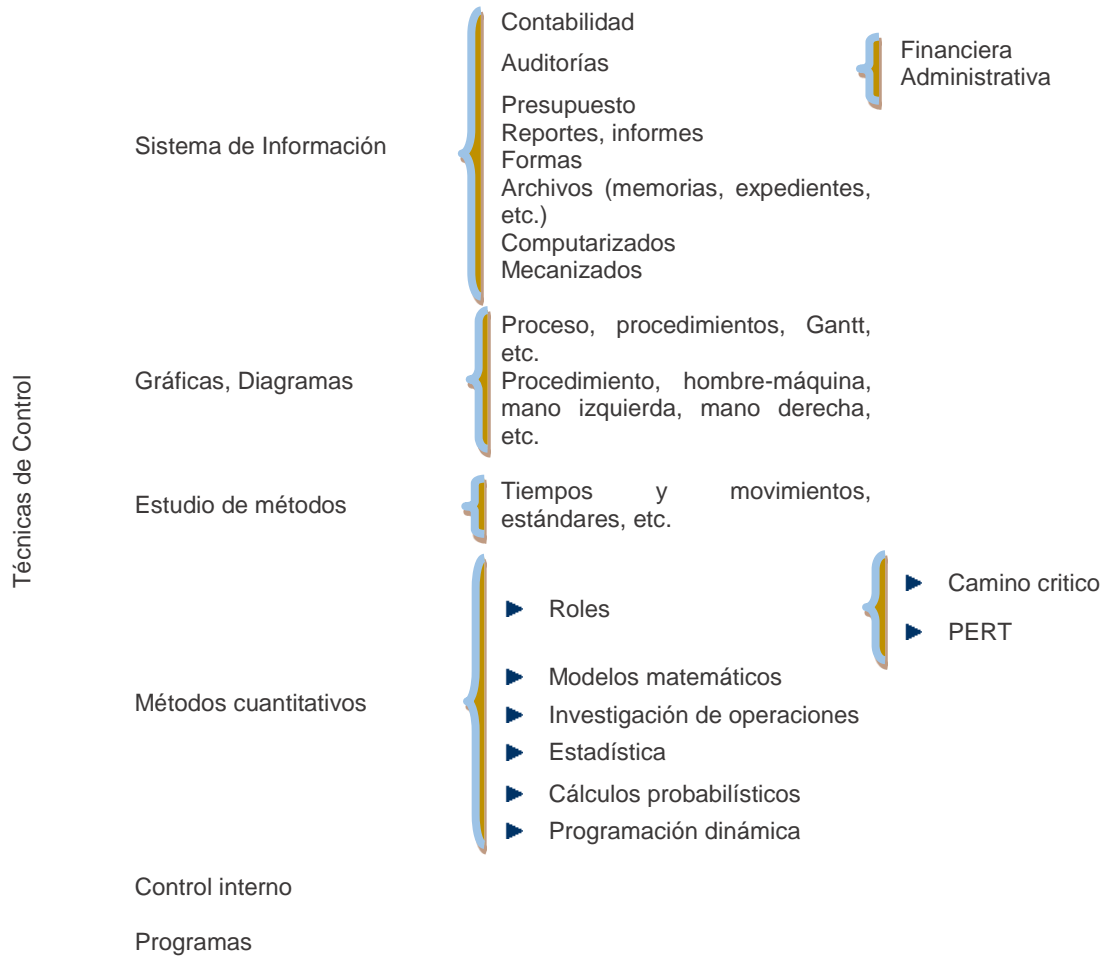 Técnicas de Control
Sistema de Información
Contabilidad
Auditorías
Financiera
Administrativa
Presupuesto
Reportes, informes
Formas
Archivos (memorias, expedientes,
etc.)
Computarizados
Mecanizados
Gráficas, Diagramas
Proceso, procedimientos, Gantt,
etc.
Procedimiento, hombre-máquina,
mano izquierda, mano derecha,
etc.
Estudio de métodos
Tiempos y movimientos,
estándares, etc.
Métodos cuantitativos
Roles
Camino critico
PERT
Modelos matemáticos
Investigación de operaciones
Estadística
Cálculos probabilísticos
Programación dinámica
Control interno
Programas